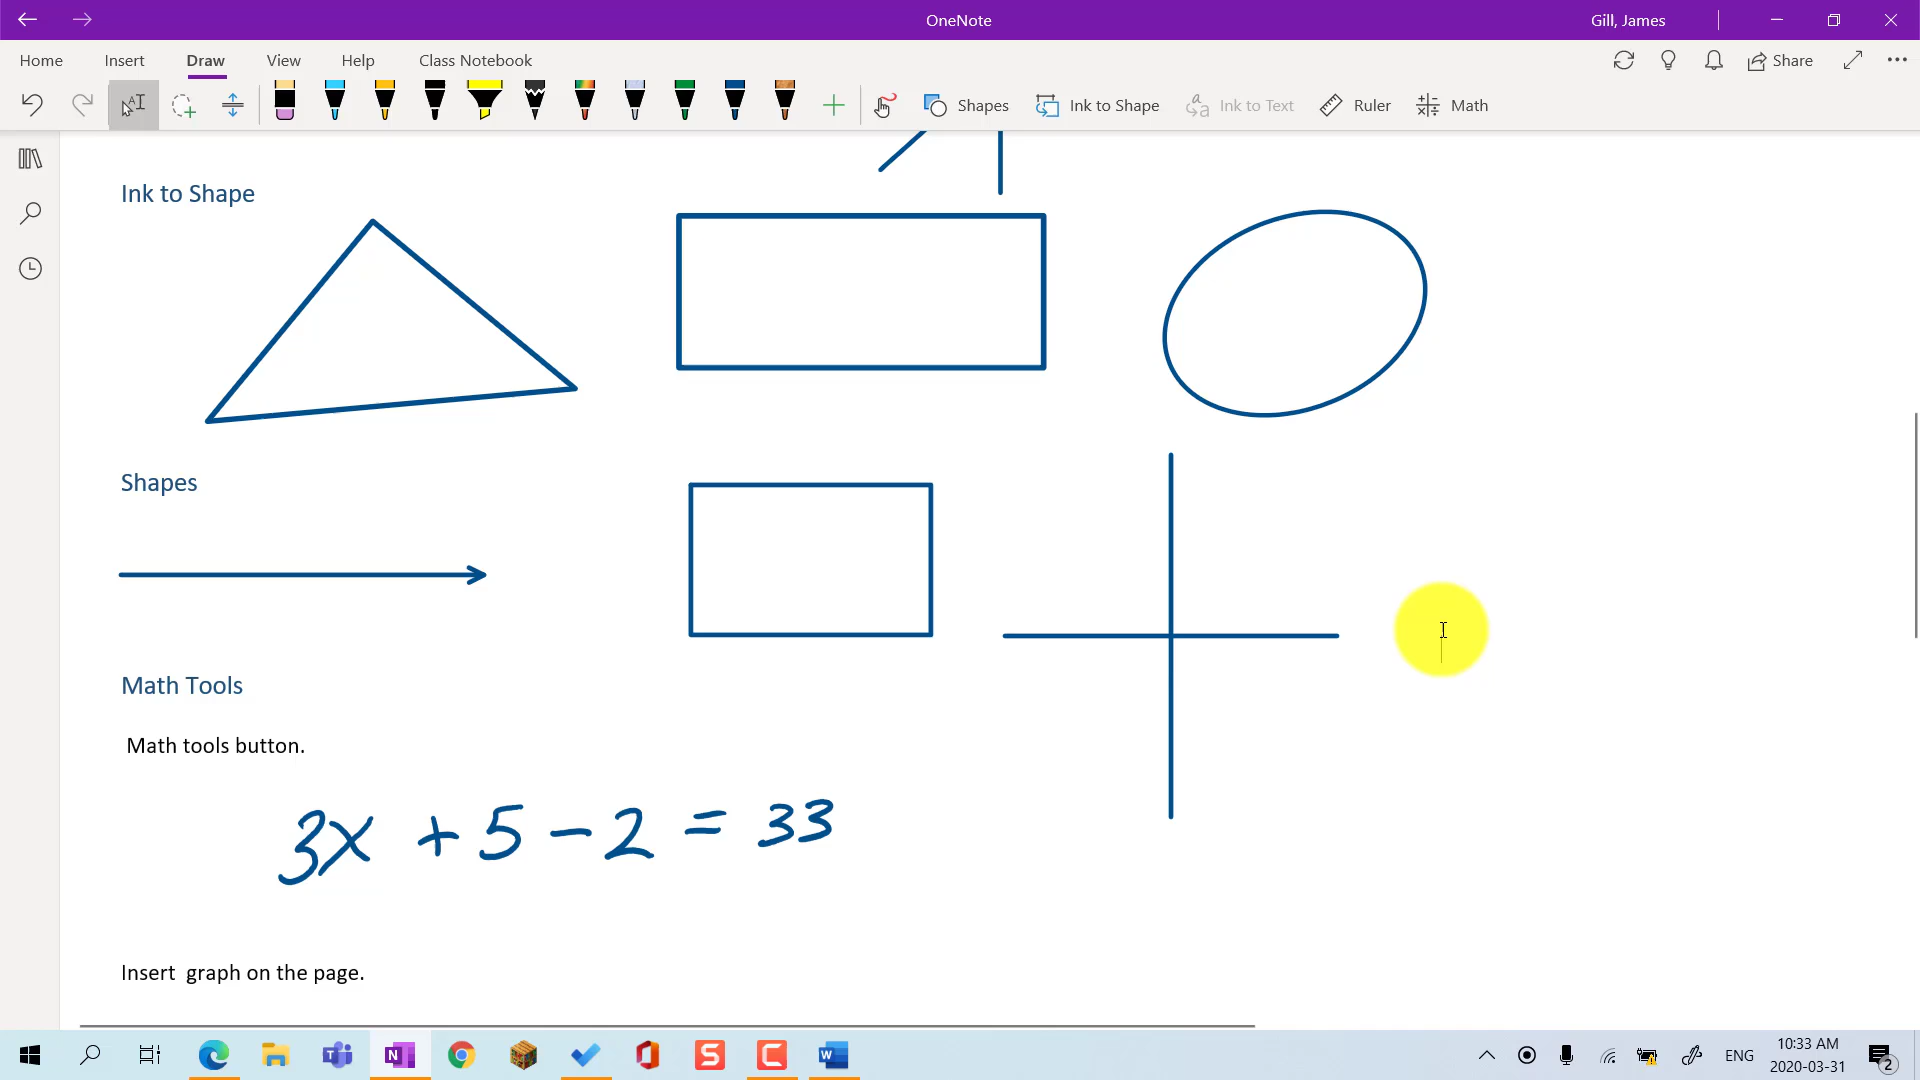 OneNote
Gill, James
Home Insert Draw View Help Class Notebook
Share
Shapes Ink to Shape Ink to Text Ruler Math
Ink to Shape
Shapes
Math Tools
Math tools button.
3x + 5 - 2 = 33
Insert graph on the page.
ENG
10:33 AM
2020-03-31
2